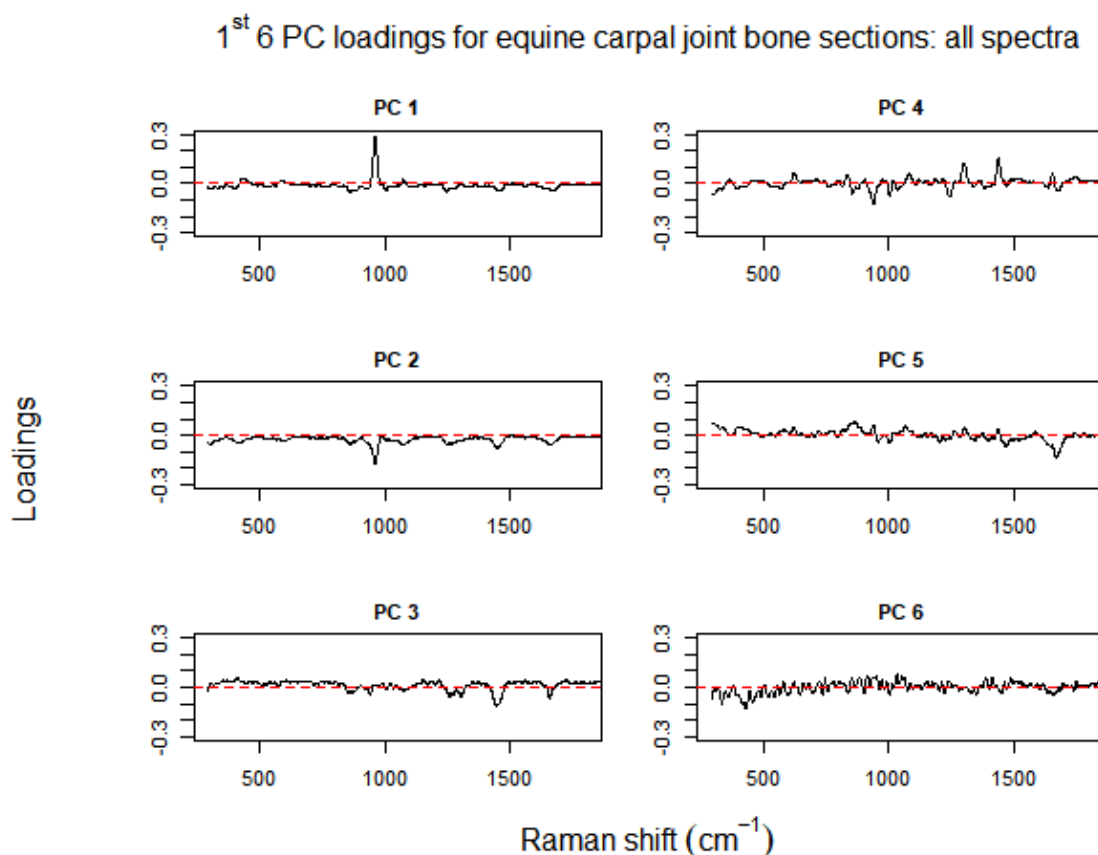 1st 6 PC loadings for equine carpal joint bone sections: all spectra
PC 1
0.3
0.0
-0.3
500 1000 1500
PC 4
0.3
0.0
-0.3
500 1000 1500
PC 2
0.3
0.0
-0.3
500 1000 1500
PC 5
0.3
0.0
-0.3
500 1000 1500
PC 3
0.3
0.0
-0.3
500 1000 1500
PC 6
0.3
0.0
-0.3
500 1000 1500
Loadings
Raman shift (cm⁻¹)